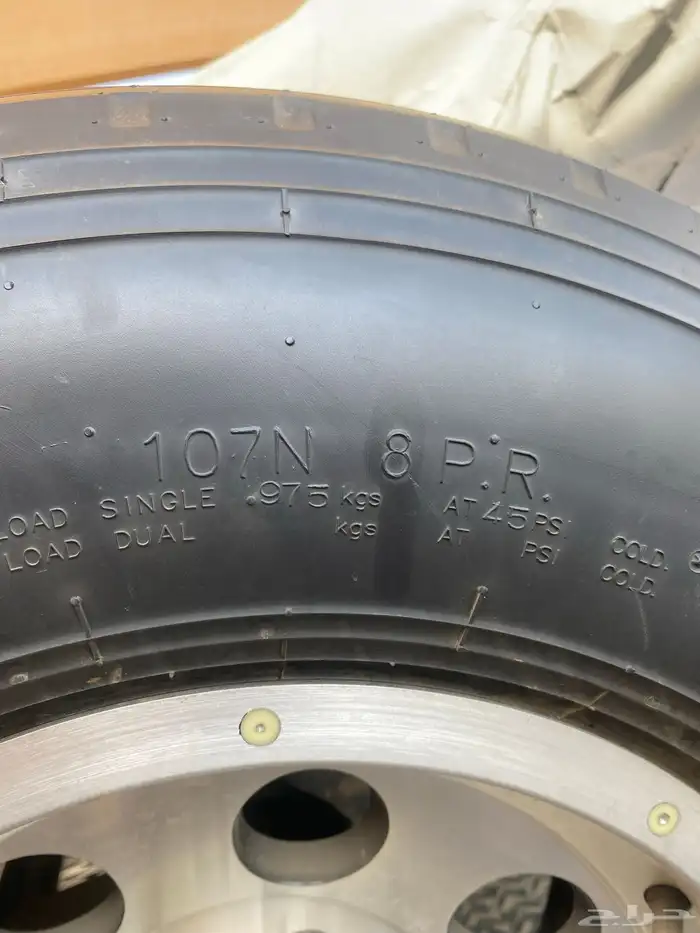 107N 8 P.R.
LOAD SINGLE 975 kgs AT 45 PSI COLD.
LOAD DUAL kgs AT PSI COLD.
حراج